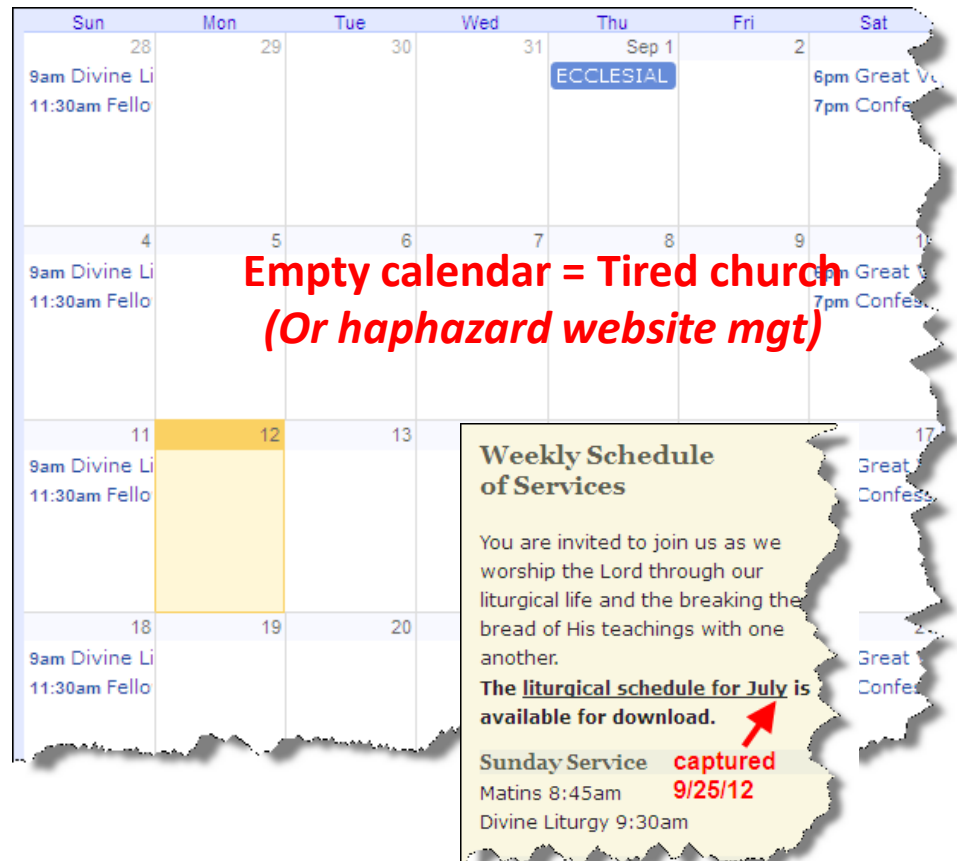 Sun Mon Tue Wed Thu Fri Sat
28 29 30 31 Sep 1 2
ECCLESIAL
9am Divine Li 6pm Great
11:30am Fello 7pm
4 5 6 7 8 9
Empty calendar = Tired church
9am Divine Li Great
(Or haphazard website mgt)
11:30am Fello 7pm
11 12 13 17
9am Divine Li Great
11:30am Fello
18 19 20
9am Divine Li Great
11:30am Fello
Weekly Schedule
of Services
You are invited to join us as we
worship the Lord through our
liturgical life and the breaking the
bread of His teachings with one
another.
The liturgical schedule for July is
available for download.
Sunday Service
captured
9/25/12
Matins 8:45am
Divine Liturgy 9:30am